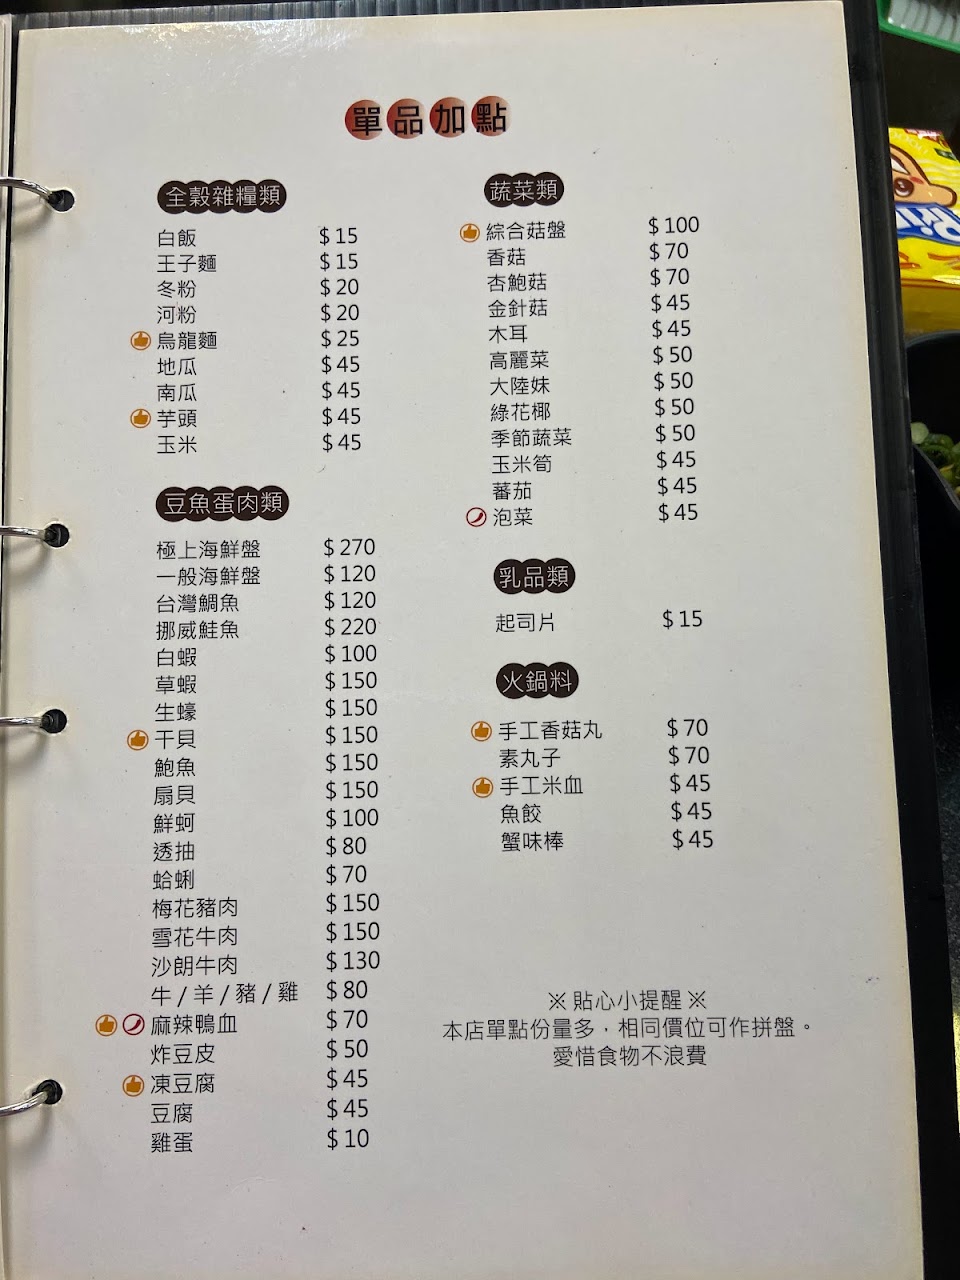 單品加點
全穀雜糧類
白飯 $15
王子麵 $15
冬粉 $20
河粉 $20
烏龍麵 $25
地瓜 $45
南瓜 $45
芋頭 $45
玉米 $45
豆魚蛋肉類
極上海鮮盤 $270
一般海鮮盤 $120
台灣鯛魚 $120
挪威鮭魚 $220
白蝦 $100
草蝦 $150
生蠔 $150
干貝 $150
鮑魚 $150
扇貝 $150
鮮蚵 $100
透抽 $80
蛤蜊 $70
梅花豬肉 $150
雪花牛肉 $150
沙朗牛肉 $130
牛/羊/豬/雞 $80
麻辣鴨血 $70
炸豆皮 $50
凍豆腐 $45
豆腐 $45
雞蛋 $10
蔬菜類
綜合菇盤 $100
香菇 $70
杏鮑菇 $70
金針菇 $45
木耳 $45
高麗菜 $50
大陸妹 $50
綠花椰 $50
季節蔬菜 $50
玉米筍 $45
蕃茄 $45
泡菜 $45
乳品類
起司片 $15
火鍋料
手工香菇丸 $70
素丸子 $70
手工米血 $45
魚餃 $45
蟹味棒 $45
※貼心小提醒※
本店單點份量多，相同價位可作拼盤。
愛惜食物不浪費